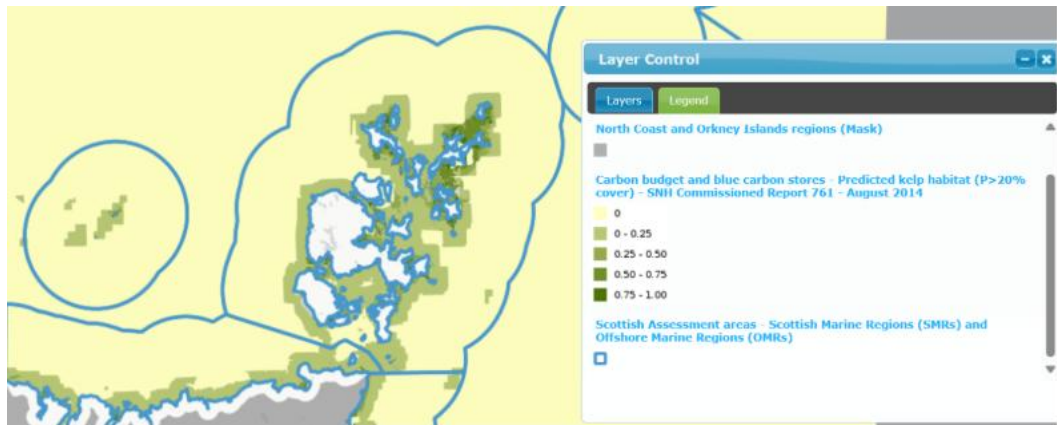 Layer Control
Layers
Legend
North Coast and Orkney Islands regions (Mask)
Carbon budget and blue carbon stores - Predicted kelp habitat (P>20%
cover) - SNH Commissioned Report 761 - August 2014
0
0 - 0.25
0.25 - 0.50
0.50 - 0.75
0.75 - 1.00
Scottish Assessment areas - Scottish Marine Regions (SMRs) and
Offshore Marine Regions (OMRs)